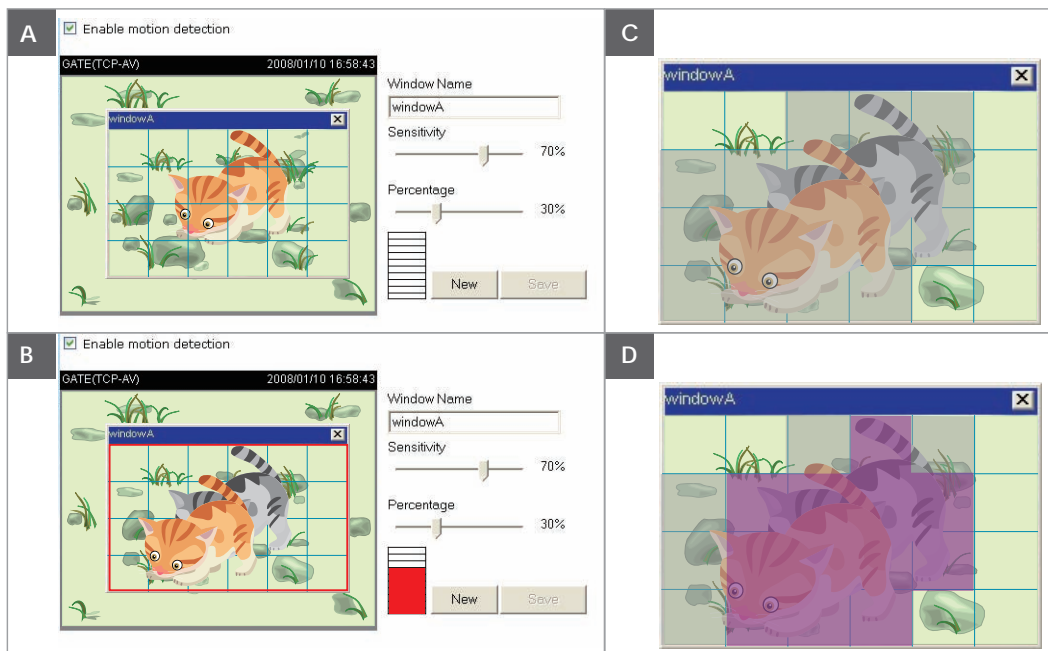 A
Enable motion detection
GATE(TCP-AV) 2008/01/10 16:58:43
windowA
Window Name
windowA
Sensitivity
70%
Percentage
30%
New Save
C
windowA
B
Enable motion detection
GATE(TCP-AV) 2008/01/10 16:58:43
windowA
Window Name
windowA
Sensitivity
70%
Percentage
30%
New Save
D
windowA